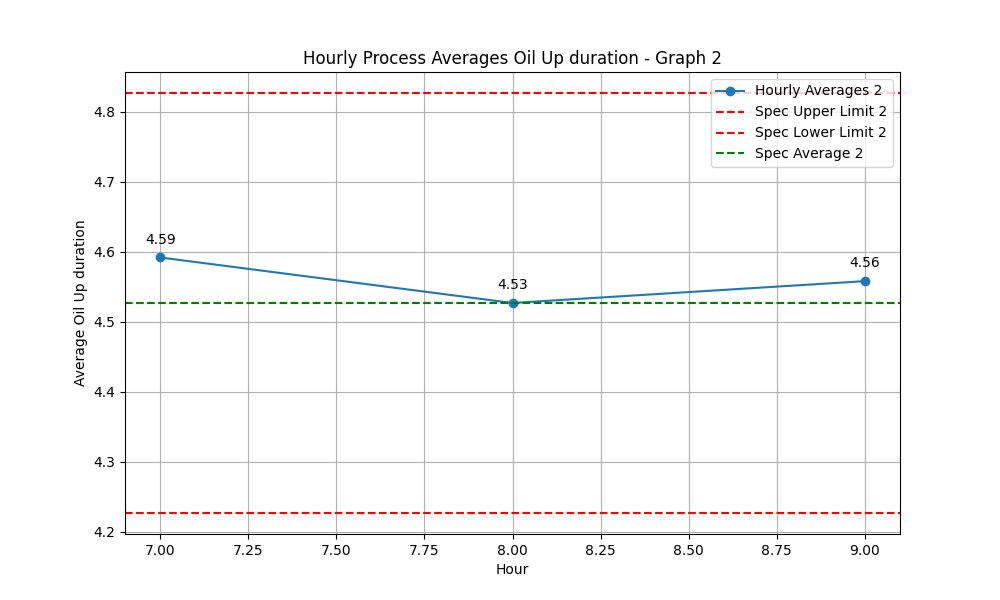 Hourly Process Averages Oil Up duration - Graph 2
Hourly Averages 2
Spec Upper Limit 2
Spec Lower Limit 2
Spec Average 2
Average Oil Up duration
4.8
4.7
4.6
4.5
4.4
4.3
4.2
4.59
4.53
4.56
7.00 7.25 7.50 7.75 8.00 8.25 8.50 8.75 9.00
Hour